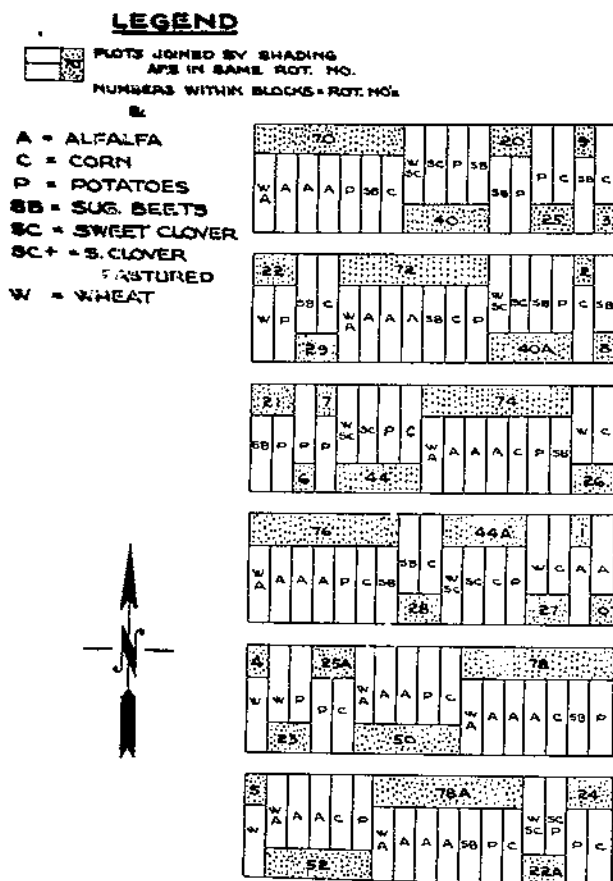 LEGEND
70 PLOTS JOINED BY SHADING
ARE IN SAME ROT. NO.
NUMBERS WITHIN BLOCKS = ROT. NO'S
A = ALFALFA
C = CORN
P = POTATOES
SB = SUG. BEETS
SC = SWEET CLOVER
SC+ = S. CLOVER
PASTURED
W = WHEAT
N
70 20 9
W SC SC P SB P C SB
W A A A A P SB C SB P C
40 25 3
22 72 2
SB C W SC SC SB P
W P W A A A A SB C P C SB
29 40A
21 7 74
P W SC SC P C W C
SB P P W A A A A C P SB
6 44 26
76 44A 1
SB C W C A
W A A A A P C SB W SC SC C P A
28 27 0
4 25A 78
W P W A A A P C
W P C W A A A A C SB P
23 50
5 78A 24
W A A A C P W SC SC P
W W A A A A SB P C P C
52 22A